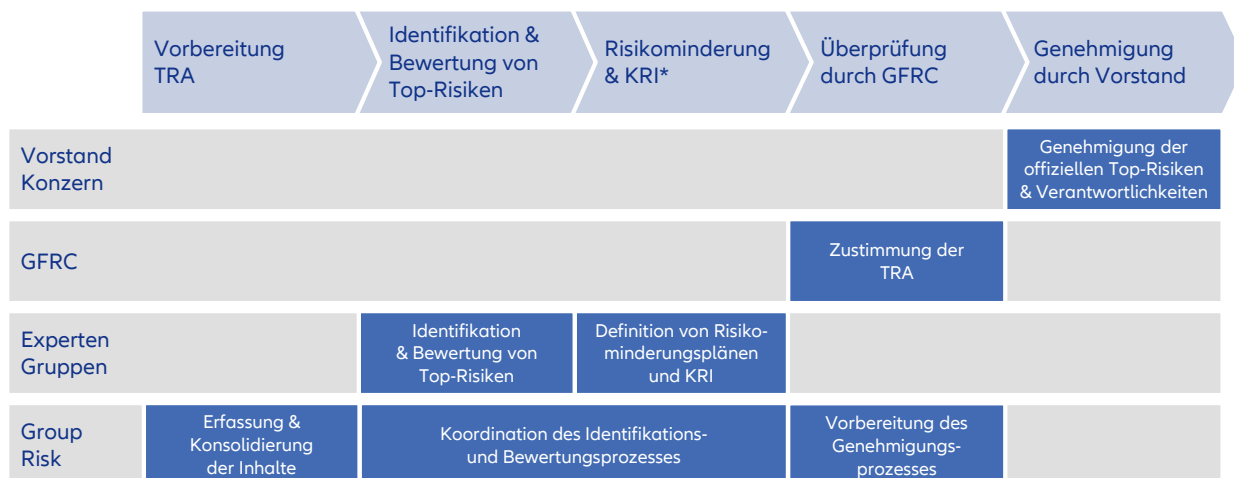 Vorbereitung
TRA
Identifikation &
Bewertung von
Top-Risiken
Risikominderung
& KRI*
Überprüfung
durch GFRC
Genehmigung
durch Vorstand
Vorstand
Konzern
Genehmigung der
offiziellen Top-Risiken
& Verantwortlichkeiten
GFRC
Zustimmung der
TRA
Experten
Gruppen
Identifikation
& Bewertung von
Top-Risiken
Definition von Risiko-
minderungsplänen
und KRI
Group
Risk
Erfassung &
Konsolidierung
der Inhalte
Koordination des Identifikations-
und Bewertungsprozesses
Vorbereitung des
Genehmigungs-
prozesses